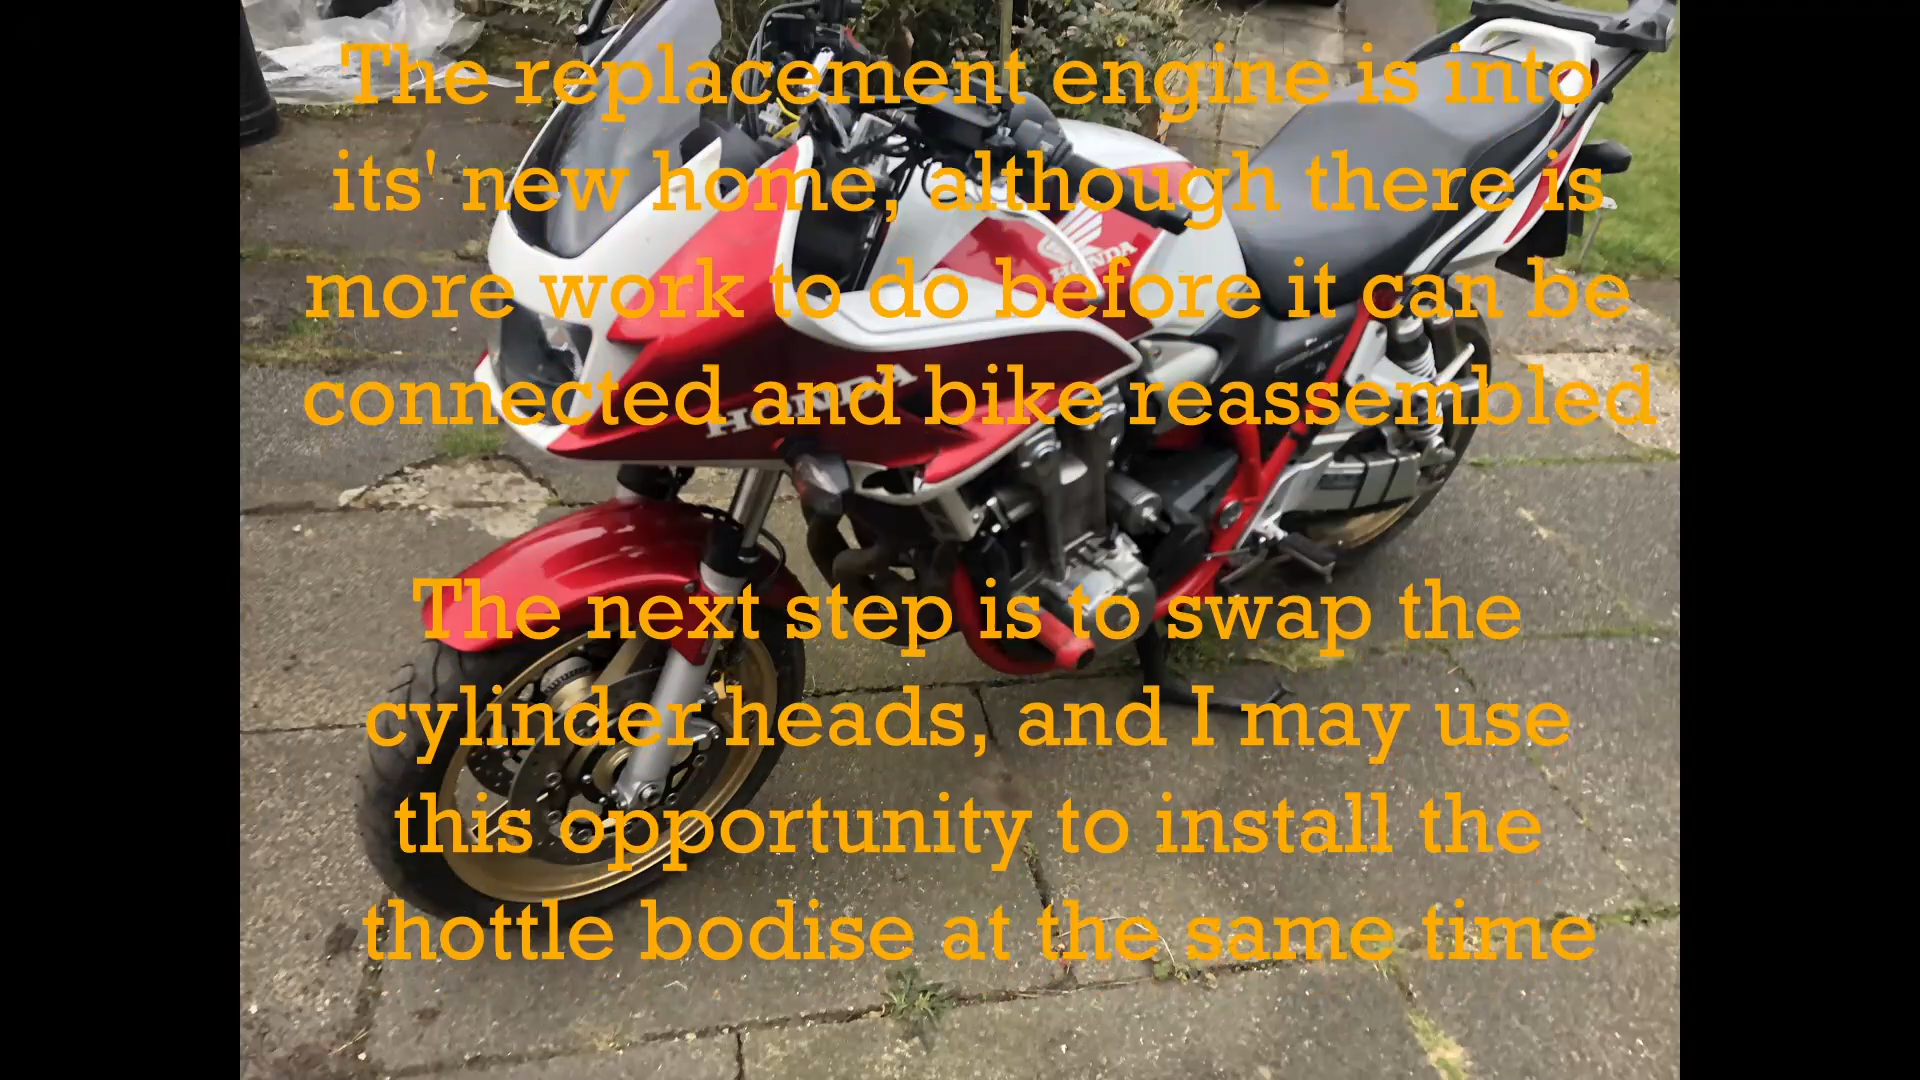 The replacement engine is into
its' new home, although there is
more work to do before it can be
connected and bike reassembled
HONDA
HONDA
The next step is to swap the
cylinder heads, and I may use
this opportunity to install the
thottle bodise at the same time